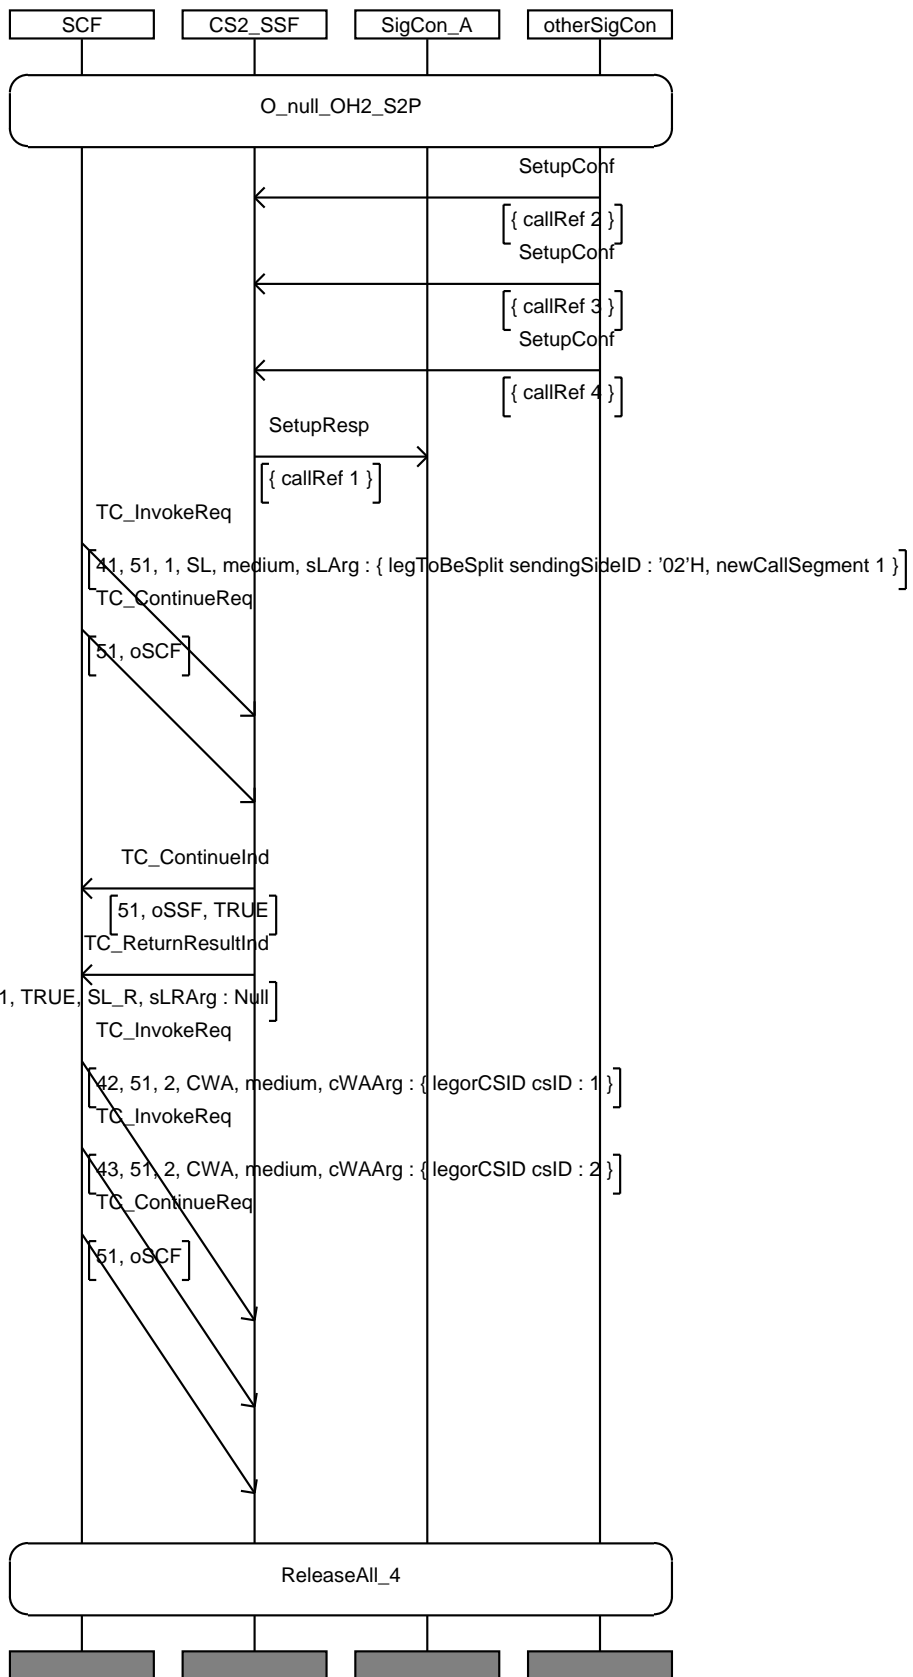 SCF CS2_SSF SigCon_A otherSigCon
O_null_OH2_S2P
SetupConf
{ callRef 2 }
SetupConf
{ callRef 3 }
SetupConf
{ callRef 4 }
SetupResp
{ callRef 1 }
TC_InvokeReq
41, 51, 1, SL, medium, sLArg : { legToBeSplit sendingSideID : '02'H, newCallSegment 1 }
TC_ContinueReq
51, oSCF
TC_ContinueInd
51, oSSF, TRUE
TC_ReturnResultInd
1, TRUE, SL_R, sLRArg : Null
TC_InvokeReq
42, 51, 2, CWA, medium, cWAArg : { legorCSID csID : 1 }
TC_InvokeReq
43, 51, 2, CWA, medium, cWAArg : { legorCSID csID : 2 }
TC_ContinueReq
51, oSCF
ReleaseAll_4